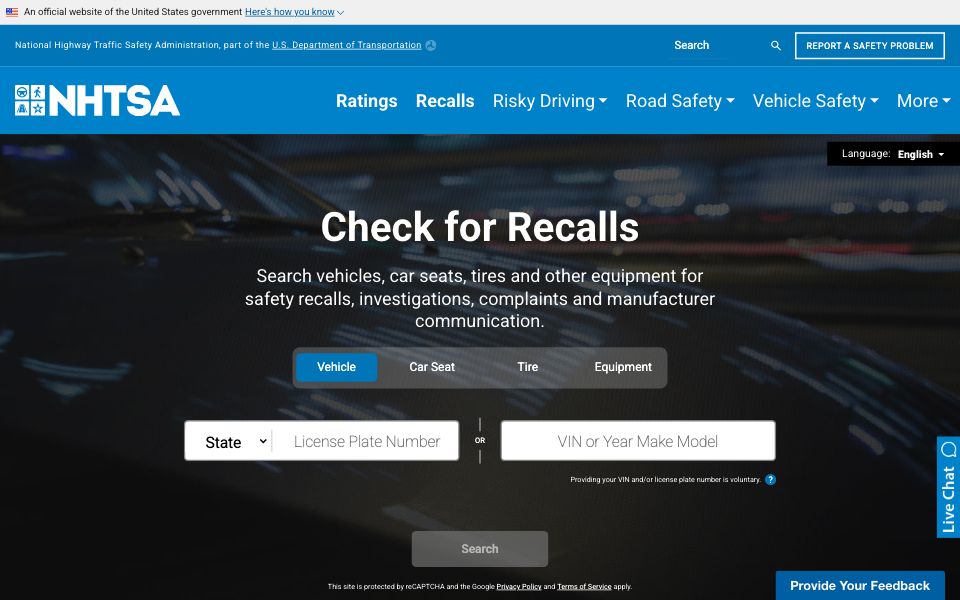 An official website of the United States government Here's how you know
National Highway Traffic Safety Administration, part of the U.S. Department of Transportation
Search
REPORT A SAFETY PROBLEM
NHTSA
Ratings Recalls Risky Driving Road Safety Vehicle Safety More
Language: English
Check for Recalls
Search vehicles, car seats, tires and other equipment for
safety recalls, investigations, complaints and manufacturer
communication.
Vehicle Car Seat Tire Equipment
State License Plate Number OR VIN or Year Make Model
Providing your VIN and/or license plate number is voluntary. ?
Live Chat
Search
This site is protected by reCAPTCHA and the Google Privacy Policy and Terms of Service apply.
Provide Your Feedback